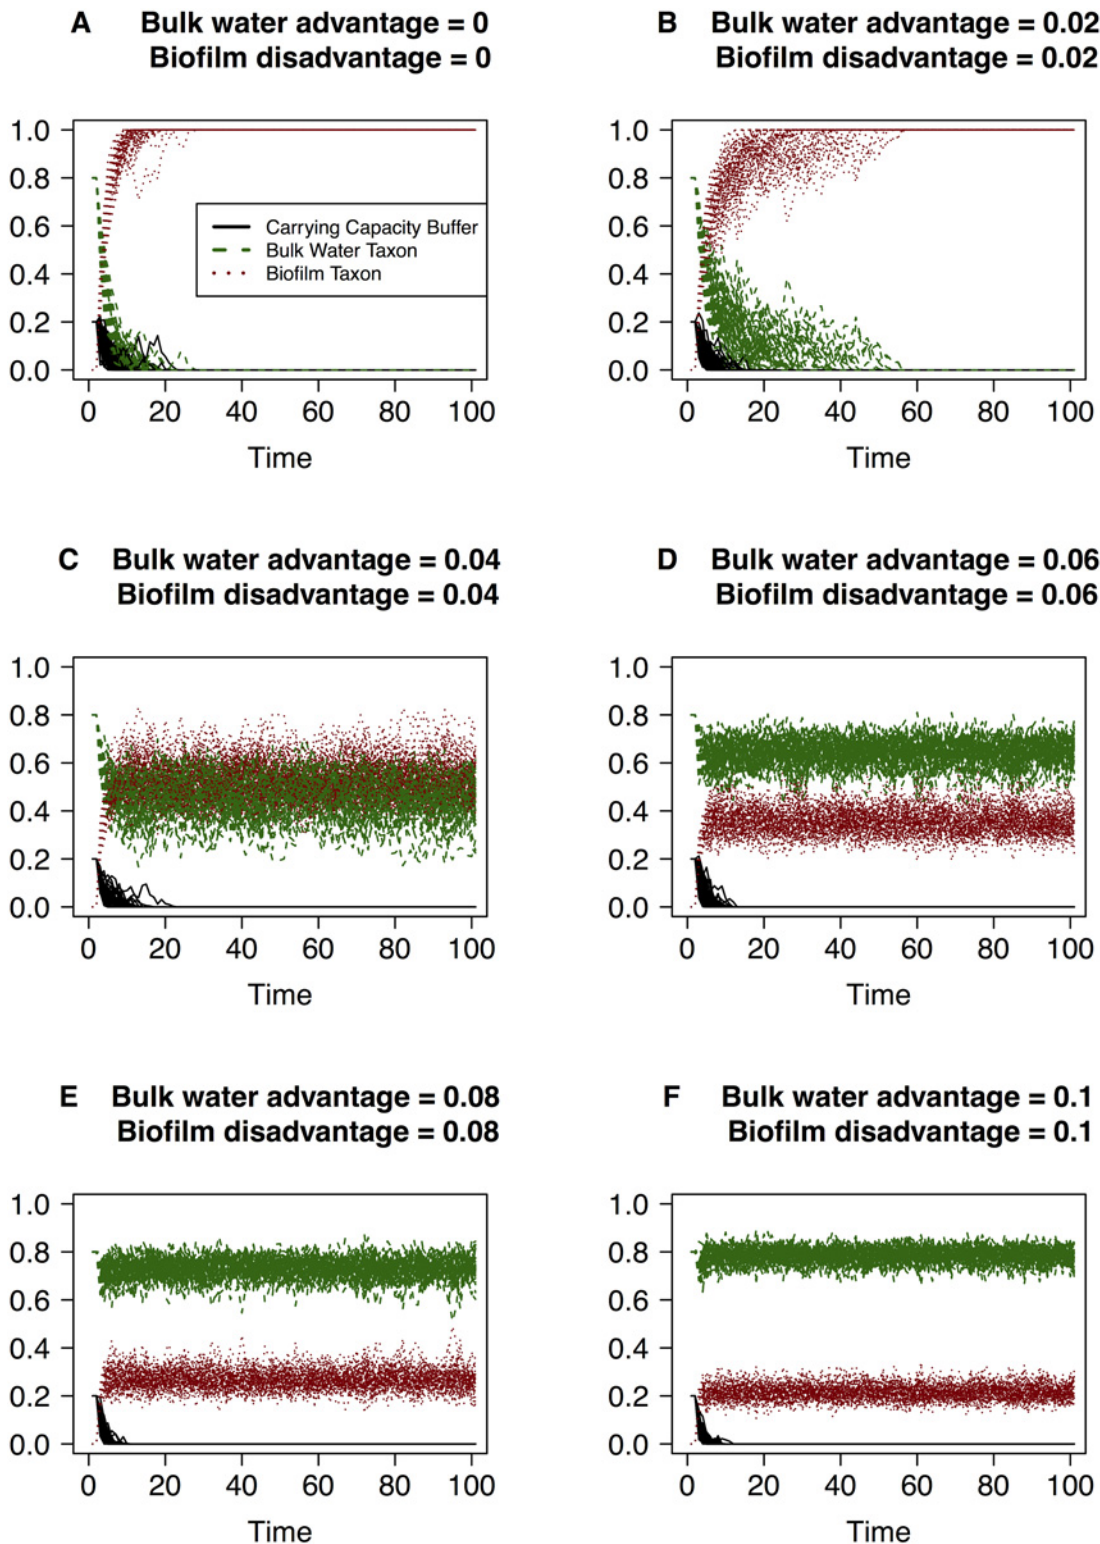 A Bulk water advantage = 0
Biofilm disadvantage = 0
1.0
0.8
0.6
0.4
0.2
0.0
Carrying Capacity Buffer
Bulk Water Taxon
Biofilm Taxon
0 20 40 60 80 100
Time
B Bulk water advantage = 0.02
Biofilm disadvantage = 0.02
1.0
0.8
0.6
0.4
0.2
0.0
0 20 40 60 80 100
Time
C Bulk water advantage = 0.04
Biofilm disadvantage = 0.04
1.0
0.8
0.6
0.4
0.2
0.0
0 20 40 60 80 100
Time
D Bulk water advantage = 0.06
Biofilm disadvantage = 0.06
1.0
0.8
0.6
0.4
0.2
0.0
0 20 40 60 80 100
Time
E Bulk water advantage = 0.08
Biofilm disadvantage = 0.08
1.0
0.8
0.6
0.4
0.2
0.0
0 20 40 60 80 100
Time
F Bulk water advantage = 0.1
Biofilm disadvantage = 0.1
1.0
0.8
0.6
0.4
0.2
0.0
0 20 40 60 80 100
Time